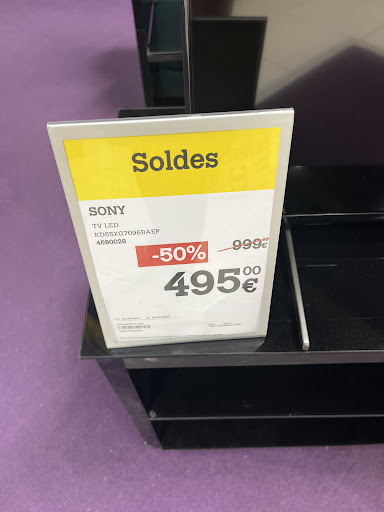 Soldes
SONY
TV LED
KD65XG7096BAEP
4690028
-50% 999€
495€00